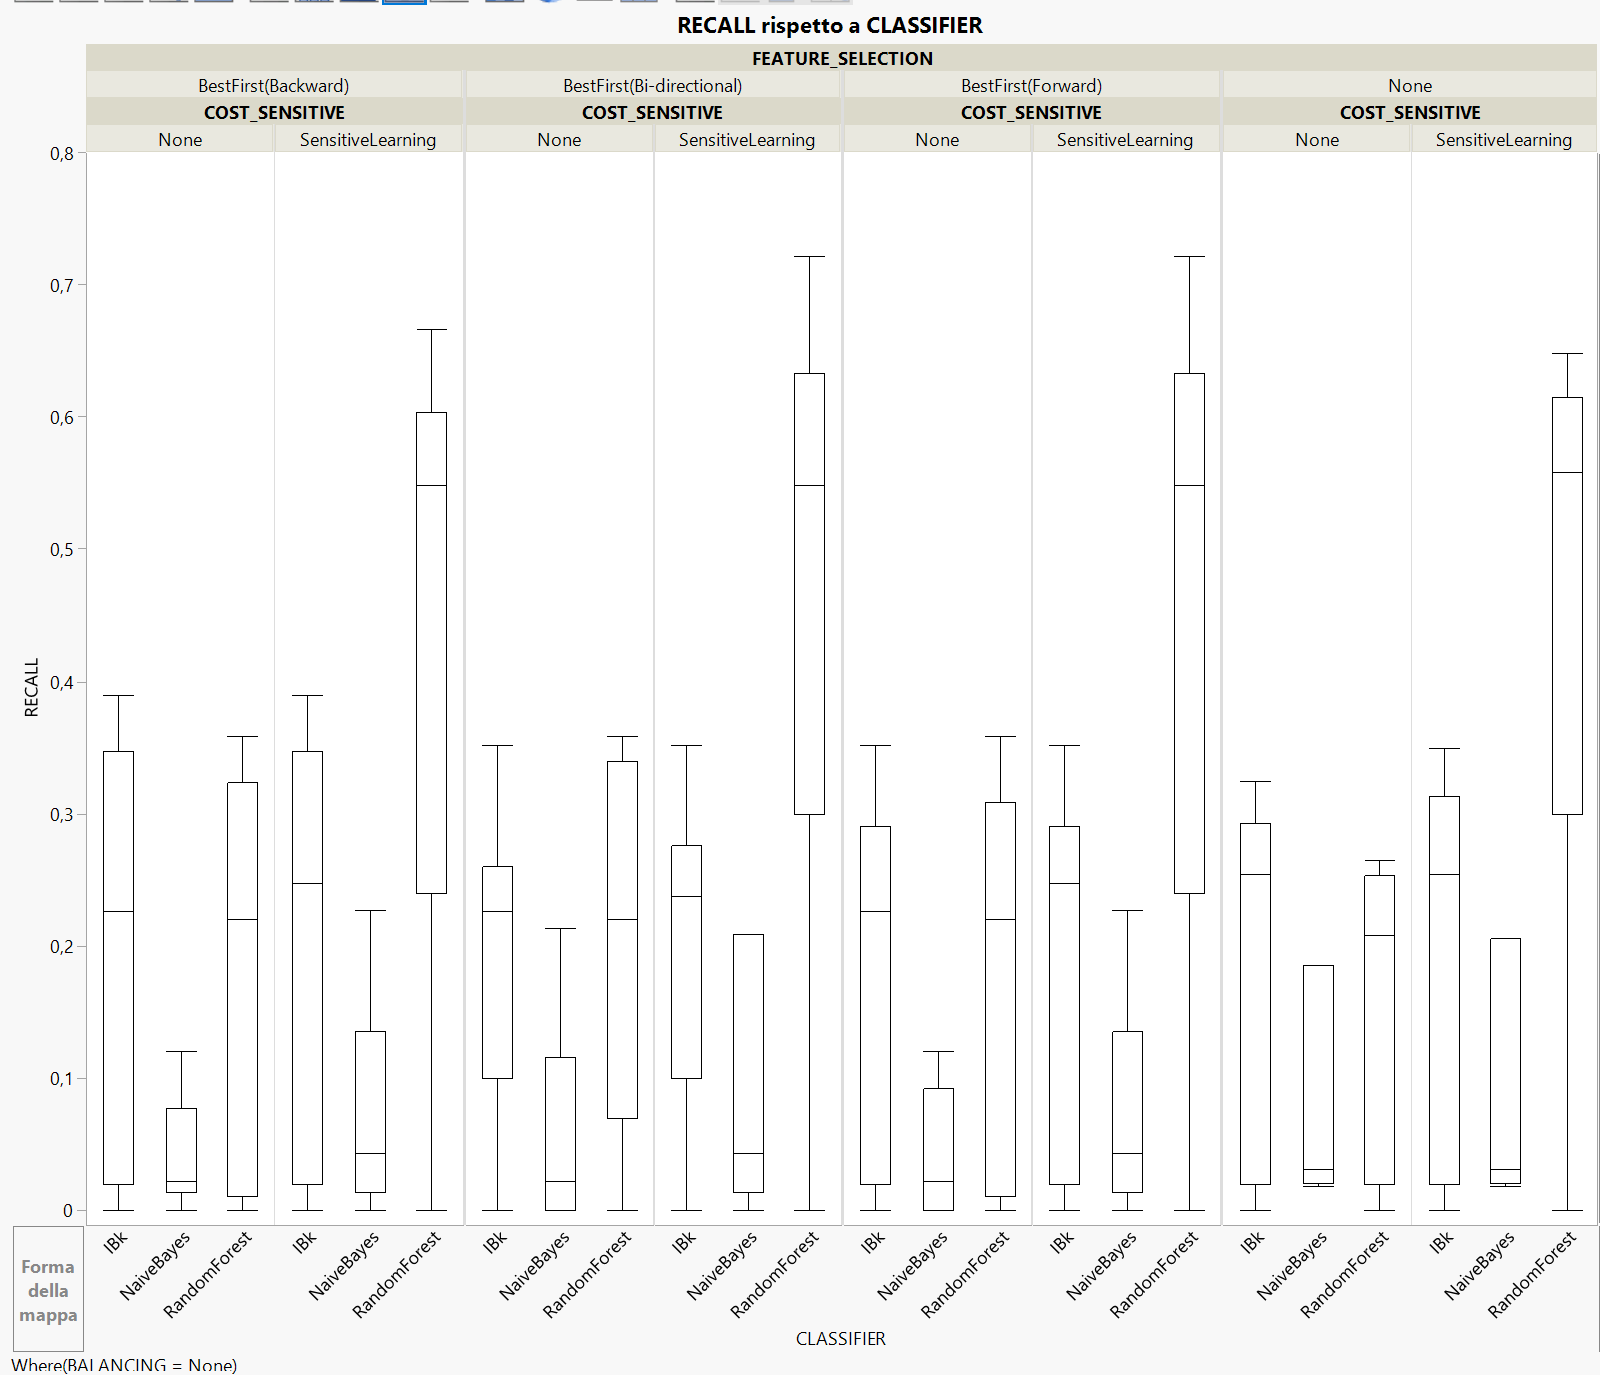 RECALL rispetto a CLASSIFIER
FEATURE_SELECTION
BestFirst(Backward) BestFirst(Bi-directional) BestFirst(Forward) None
COST_SENSITIVE COST_SENSITIVE COST_SENSITIVE COST_SENSITIVE
None SensitiveLearning None SensitiveLearning None SensitiveLearning None SensitiveLearning
0,8
0,7
0,6
0,5
0,4
0,3
0,2
0,1
0
RECALL
IBk NaiveBayes RandomForest IBk NaiveBayes RandomForest IBk NaiveBayes RandomForest IBk NaiveBayes RandomForest IBk NaiveBayes RandomForest IBk NaiveBayes RandomForest IBk NaiveBayes RandomForest IBk NaiveBayes RandomForest
Forma
della
mappa
CLASSIFIER
Where(BALANCING = None)